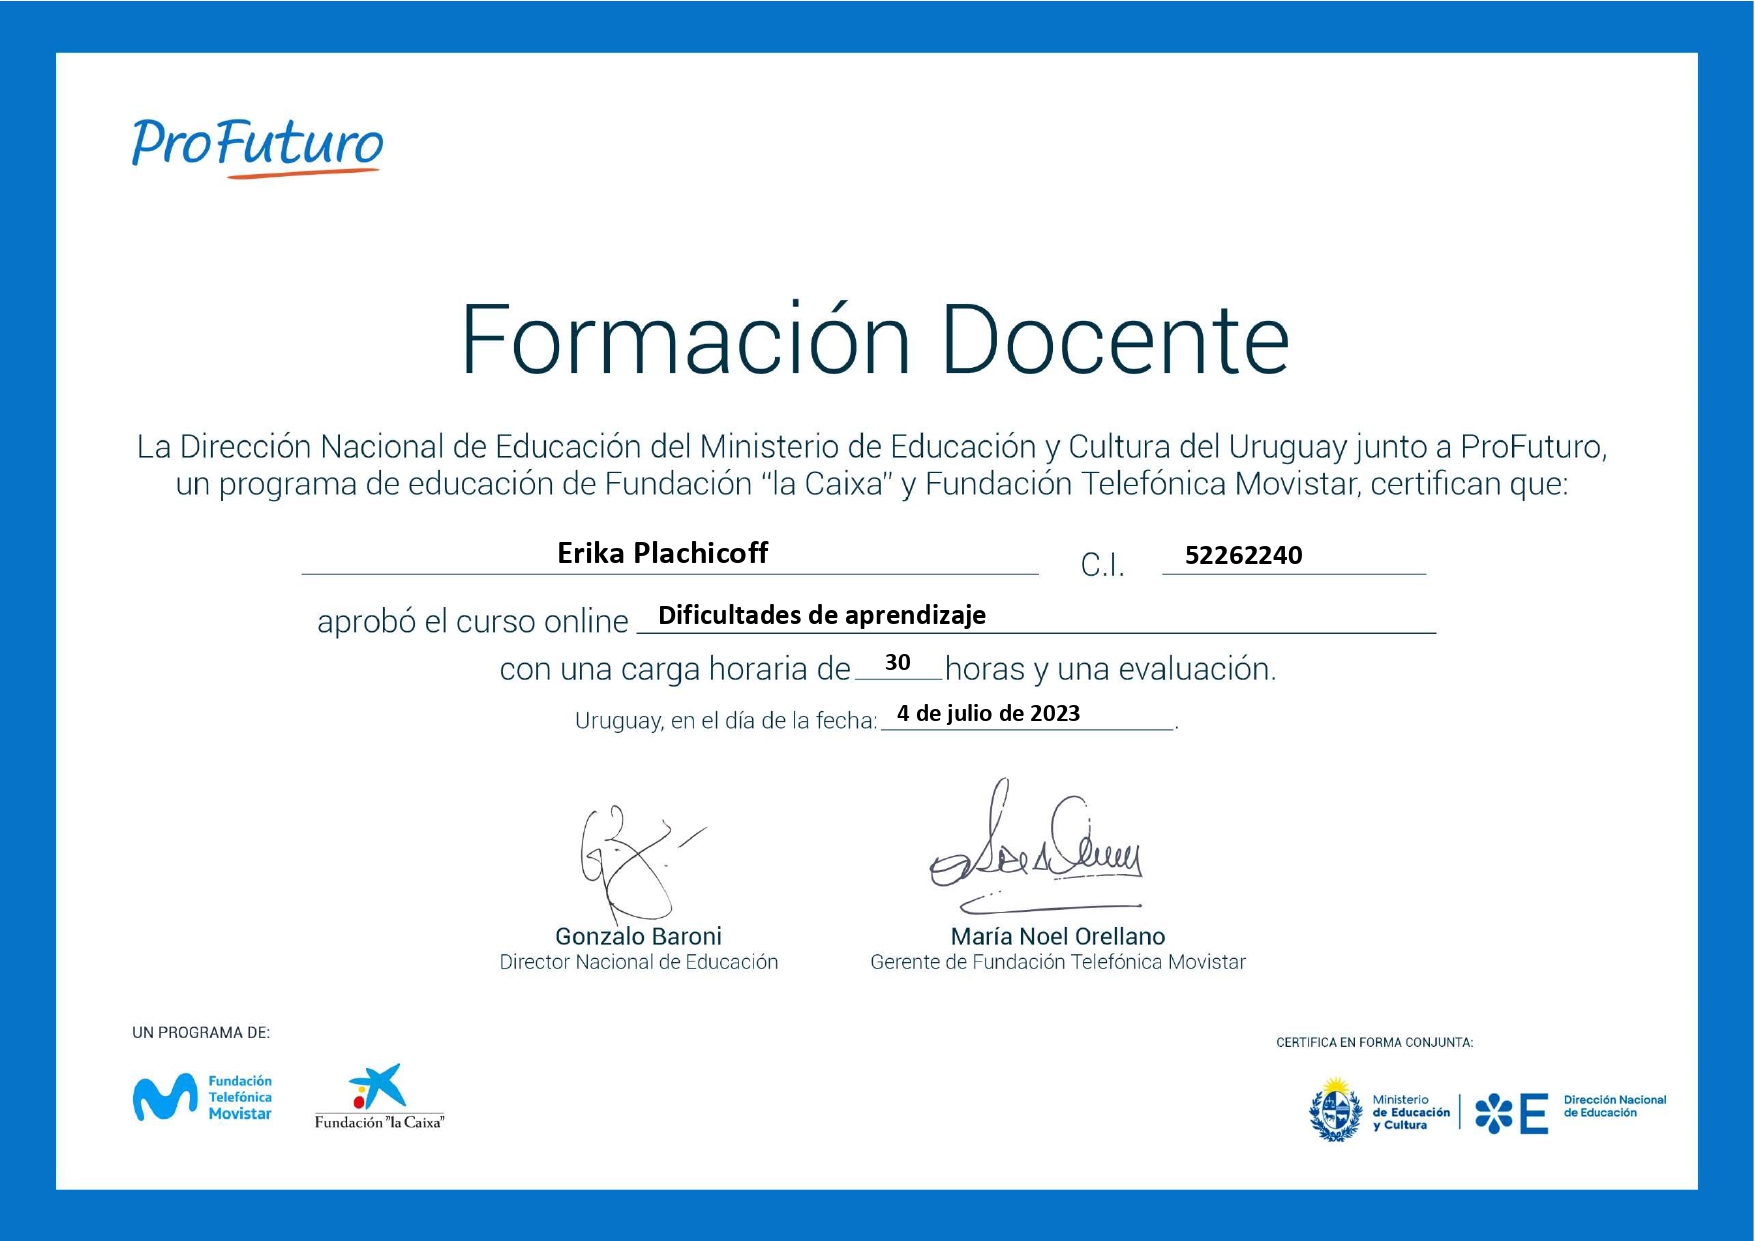 ProFuturo
Formación Docente
La Dirección Nacional de Educación del Ministerio de Educación y Cultura del Uruguay junto a ProFuturo,
un programa de educación de Fundación “la Caixa” y Fundación Telefónica Movistar, certifican que:
Erika Plachicoff C.I. 52262240
aprobó el curso online Dificultades de aprendizaje
con una carga horaria de 30 horas y una evaluación.
Uruguay, en el día de la fecha: 4 de julio de 2023.
Gonzalo Baroni
Director Nacional de Educación
María Noel Orellano
Gerente de Fundación Telefónica Movistar
UN PROGRAMA DE:
Fundación
Telefónica
Movistar
Fundación "la Caixa"
CERTIFICA EN FORMA CONJUNTA:
Ministerio
de Educación
y Cultura
E
Dirección Nacional
de Educación